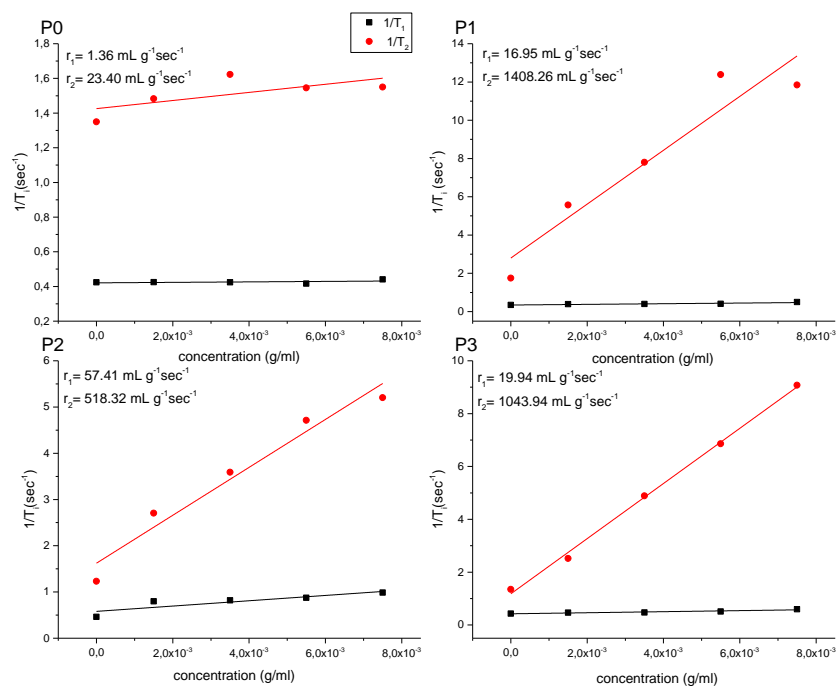 P0
1/T₁
1/T₂
r₁= 1.36 mL g⁻¹sec⁻¹
r₂= 23.40 mL g⁻¹sec⁻¹
1,8
1,6
1,4
1,2
1,0
0,8
0,6
0,4
0,2
1/Tᵢ(sec⁻¹)
0,0 2,0x10⁻³ 4,0x10⁻³ 6,0x10⁻³ 8,0x10⁻³
concentration (g/ml)
P1
r₁= 16.95 mL g⁻¹sec⁻¹
r₂= 1408.26 mL g⁻¹sec⁻¹
14
12
10
8
6
4
2
0
1/Tᵢ(sec⁻¹)
0,0 2,0x10⁻³ 4,0x10⁻³ 6,0x10⁻³ 8,0x10⁻³
concentration (g/ml)
P2
r₁= 57.41 mL g⁻¹sec⁻¹
r₂= 518.32 mL g⁻¹sec⁻¹
6
5
4
3
2
1
0
1/Tᵢ(sec⁻¹)
0,0 2,0x10⁻³ 4,0x10⁻³ 6,0x10⁻³ 8,0x10⁻³
concentration (g/ml)
P3
r₁= 19.94 mL g⁻¹sec⁻¹
r₂= 1043.94 mL g⁻¹sec⁻¹
10
8
6
4
2
0
1/Tᵢ(sec⁻¹)
0,0 2,0x10⁻³ 4,0x10⁻³ 6,0x10⁻³ 8,0x10⁻³
concentration (g/ml)